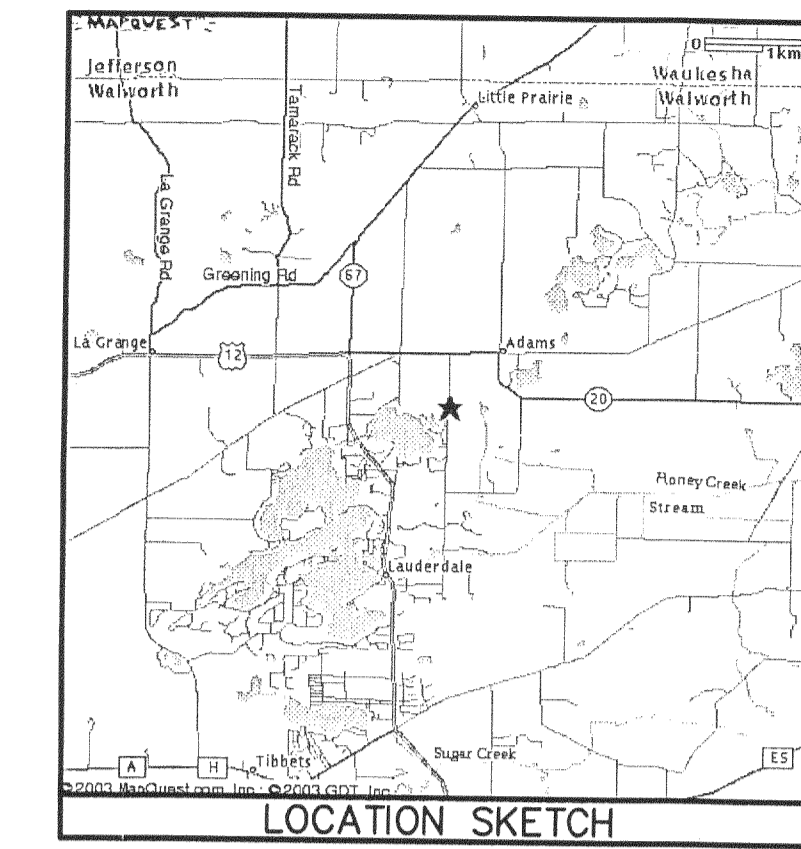 MAPQUEST
0
1km
Jefferson
Walworth
Waukesha
Walworth
Tamarack Rd
Little Prairie
La Grange Rd
Greening Rd
67
La Grange
12
Adams
20
Honey Creek
Stream
Lauderdale
Sugar Creek
A
H
Tibbets
ES
©2003 MapQuest.com, Inc.; ©2003 GDT, Inc.
LOCATION SKETCH